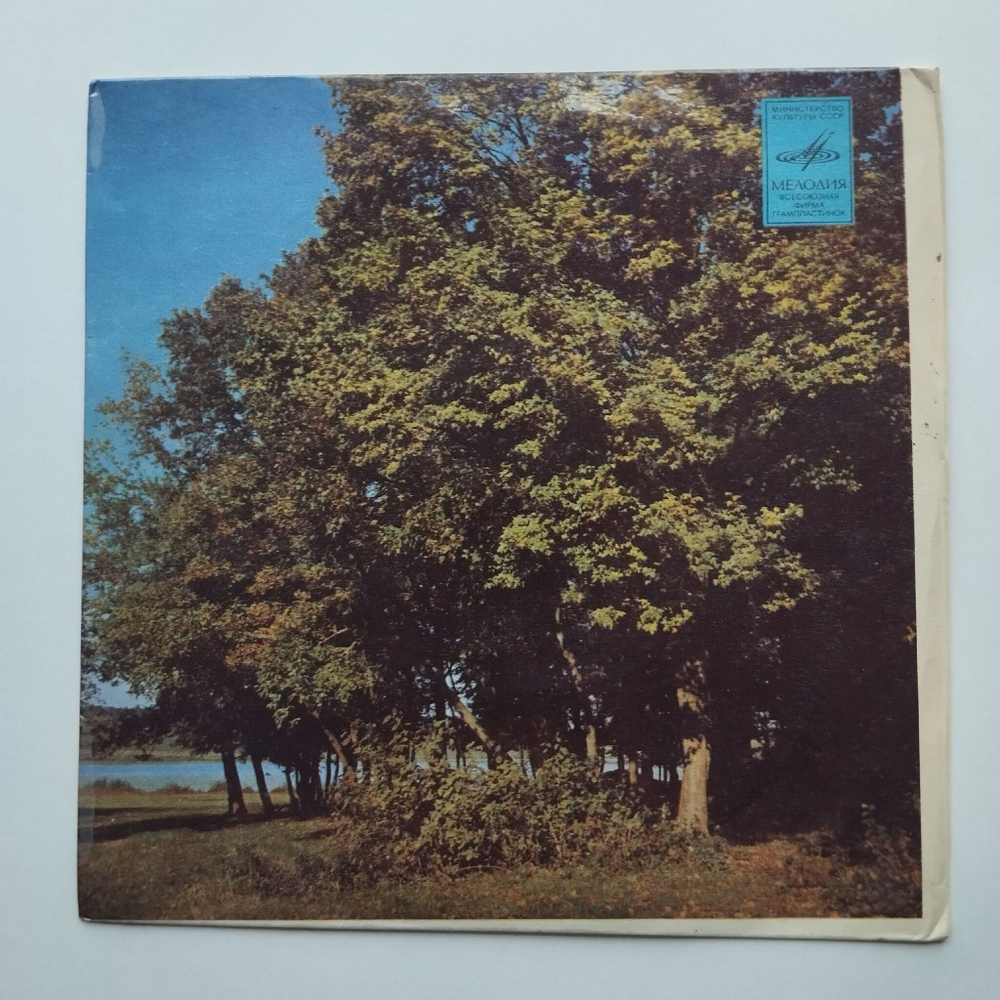 МИНИСТЕРСТВО
КУЛЬТУРЫ СССР
МЕЛОДИЯ
ВСЕСОЮЗНАЯ
ФИРМА
ГРАМПЛАСТИНОК